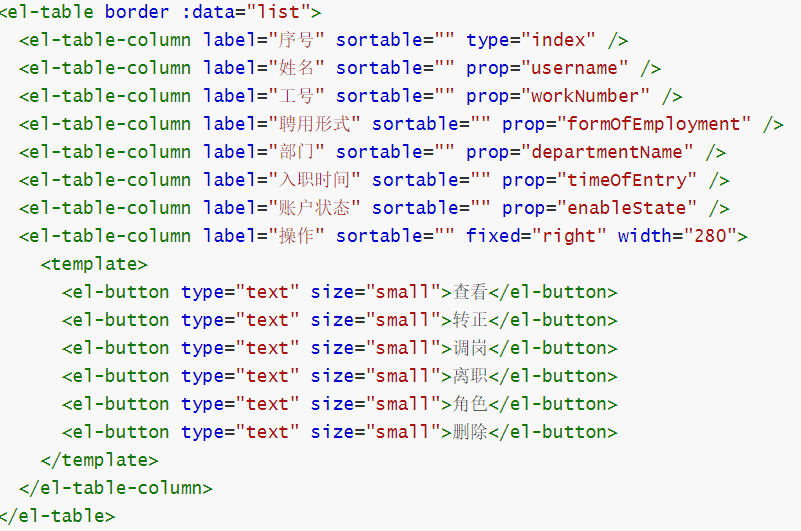 <el-table border :data="list">
<el-table-column label="序号" sortable="" type="index" />
<el-table-column label="姓名" sortable="" prop="username" />
<el-table-column label="工号" sortable="" prop="workNumber" />
<el-table-column label="聘用形式" sortable="" prop="formOfEmployment" />
<el-table-column label="部门" sortable="" prop="departmentName" />
<el-table-column label="入职时间" sortable="" prop="timeOfEntry" />
<el-table-column label="账户状态" sortable="" prop="enableState" />
<el-table-column label="操作" sortable="" fixed="right" width="280">
<template>
<el-button type="text" size="small">查看</el-button>
<el-button type="text" size="small">转正</el-button>
<el-button type="text" size="small">调岗</el-button>
<el-button type="text" size="small">离职</el-button>
<el-button type="text" size="small">角色</el-button>
<el-button type="text" size="small">删除</el-button>
</template>
</el-table-column>
</el-table>